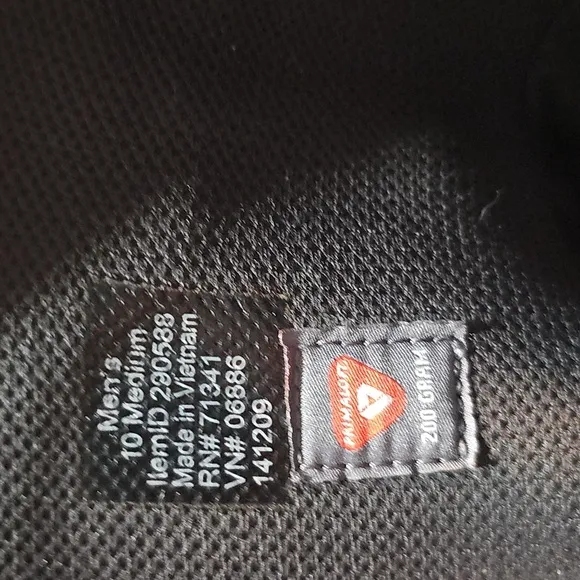 Men's
10 Medium
ItemID 290588
Made in Vietnam
RN# 71341
VN# 06886
141209
PRIMALOFT
200 GRAM